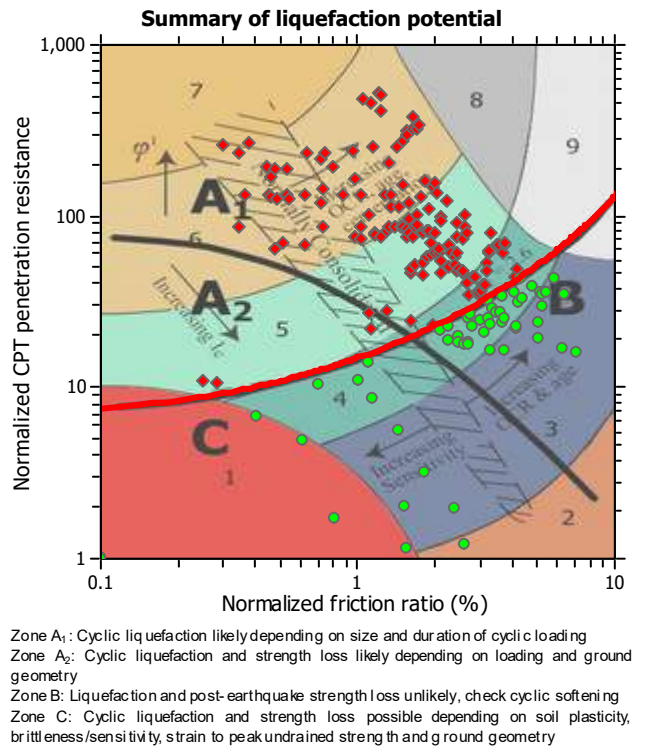 Summary of liquefaction potential
1,000
100
10
1
Normalized CPT penetration resistance
7
8
9
φ'
A1
6
A2
5
B
4
C
3
1
2
Increasing Ic
Increasing
OCR & age
Increasing
Sensitivity
0.1
1
10
Normalized friction ratio (%)
Zone A1: Cyclic liquefaction likely depending on size and duration of cyclic loading
Zone A2: Cyclic liquefaction and strength loss likely depending on loading and ground
geometry
Zone B: Liquefaction and post-earthquake strength loss unlikely, check cyclic softening
Zone C: Cyclic liquefaction and strength loss possible depending on soil plasticity,
brittleness/sensitivity, strain to peak undrained strength and ground geometry